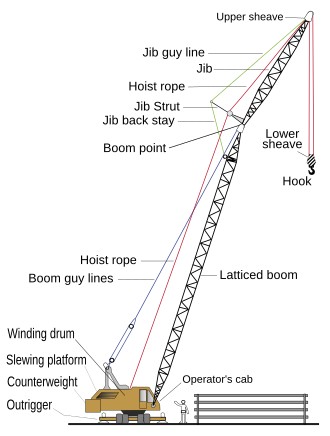 Upper sheave
Jib guy line
Jib
Hoist rope
Jib Strut
Jib back stay
Boom point
Lower
sheave
Hook
Hoist rope
Boom guy lines
Latticed boom
Winding drum
Slewing platform
Counterweight
Operator's cab
Outrigger